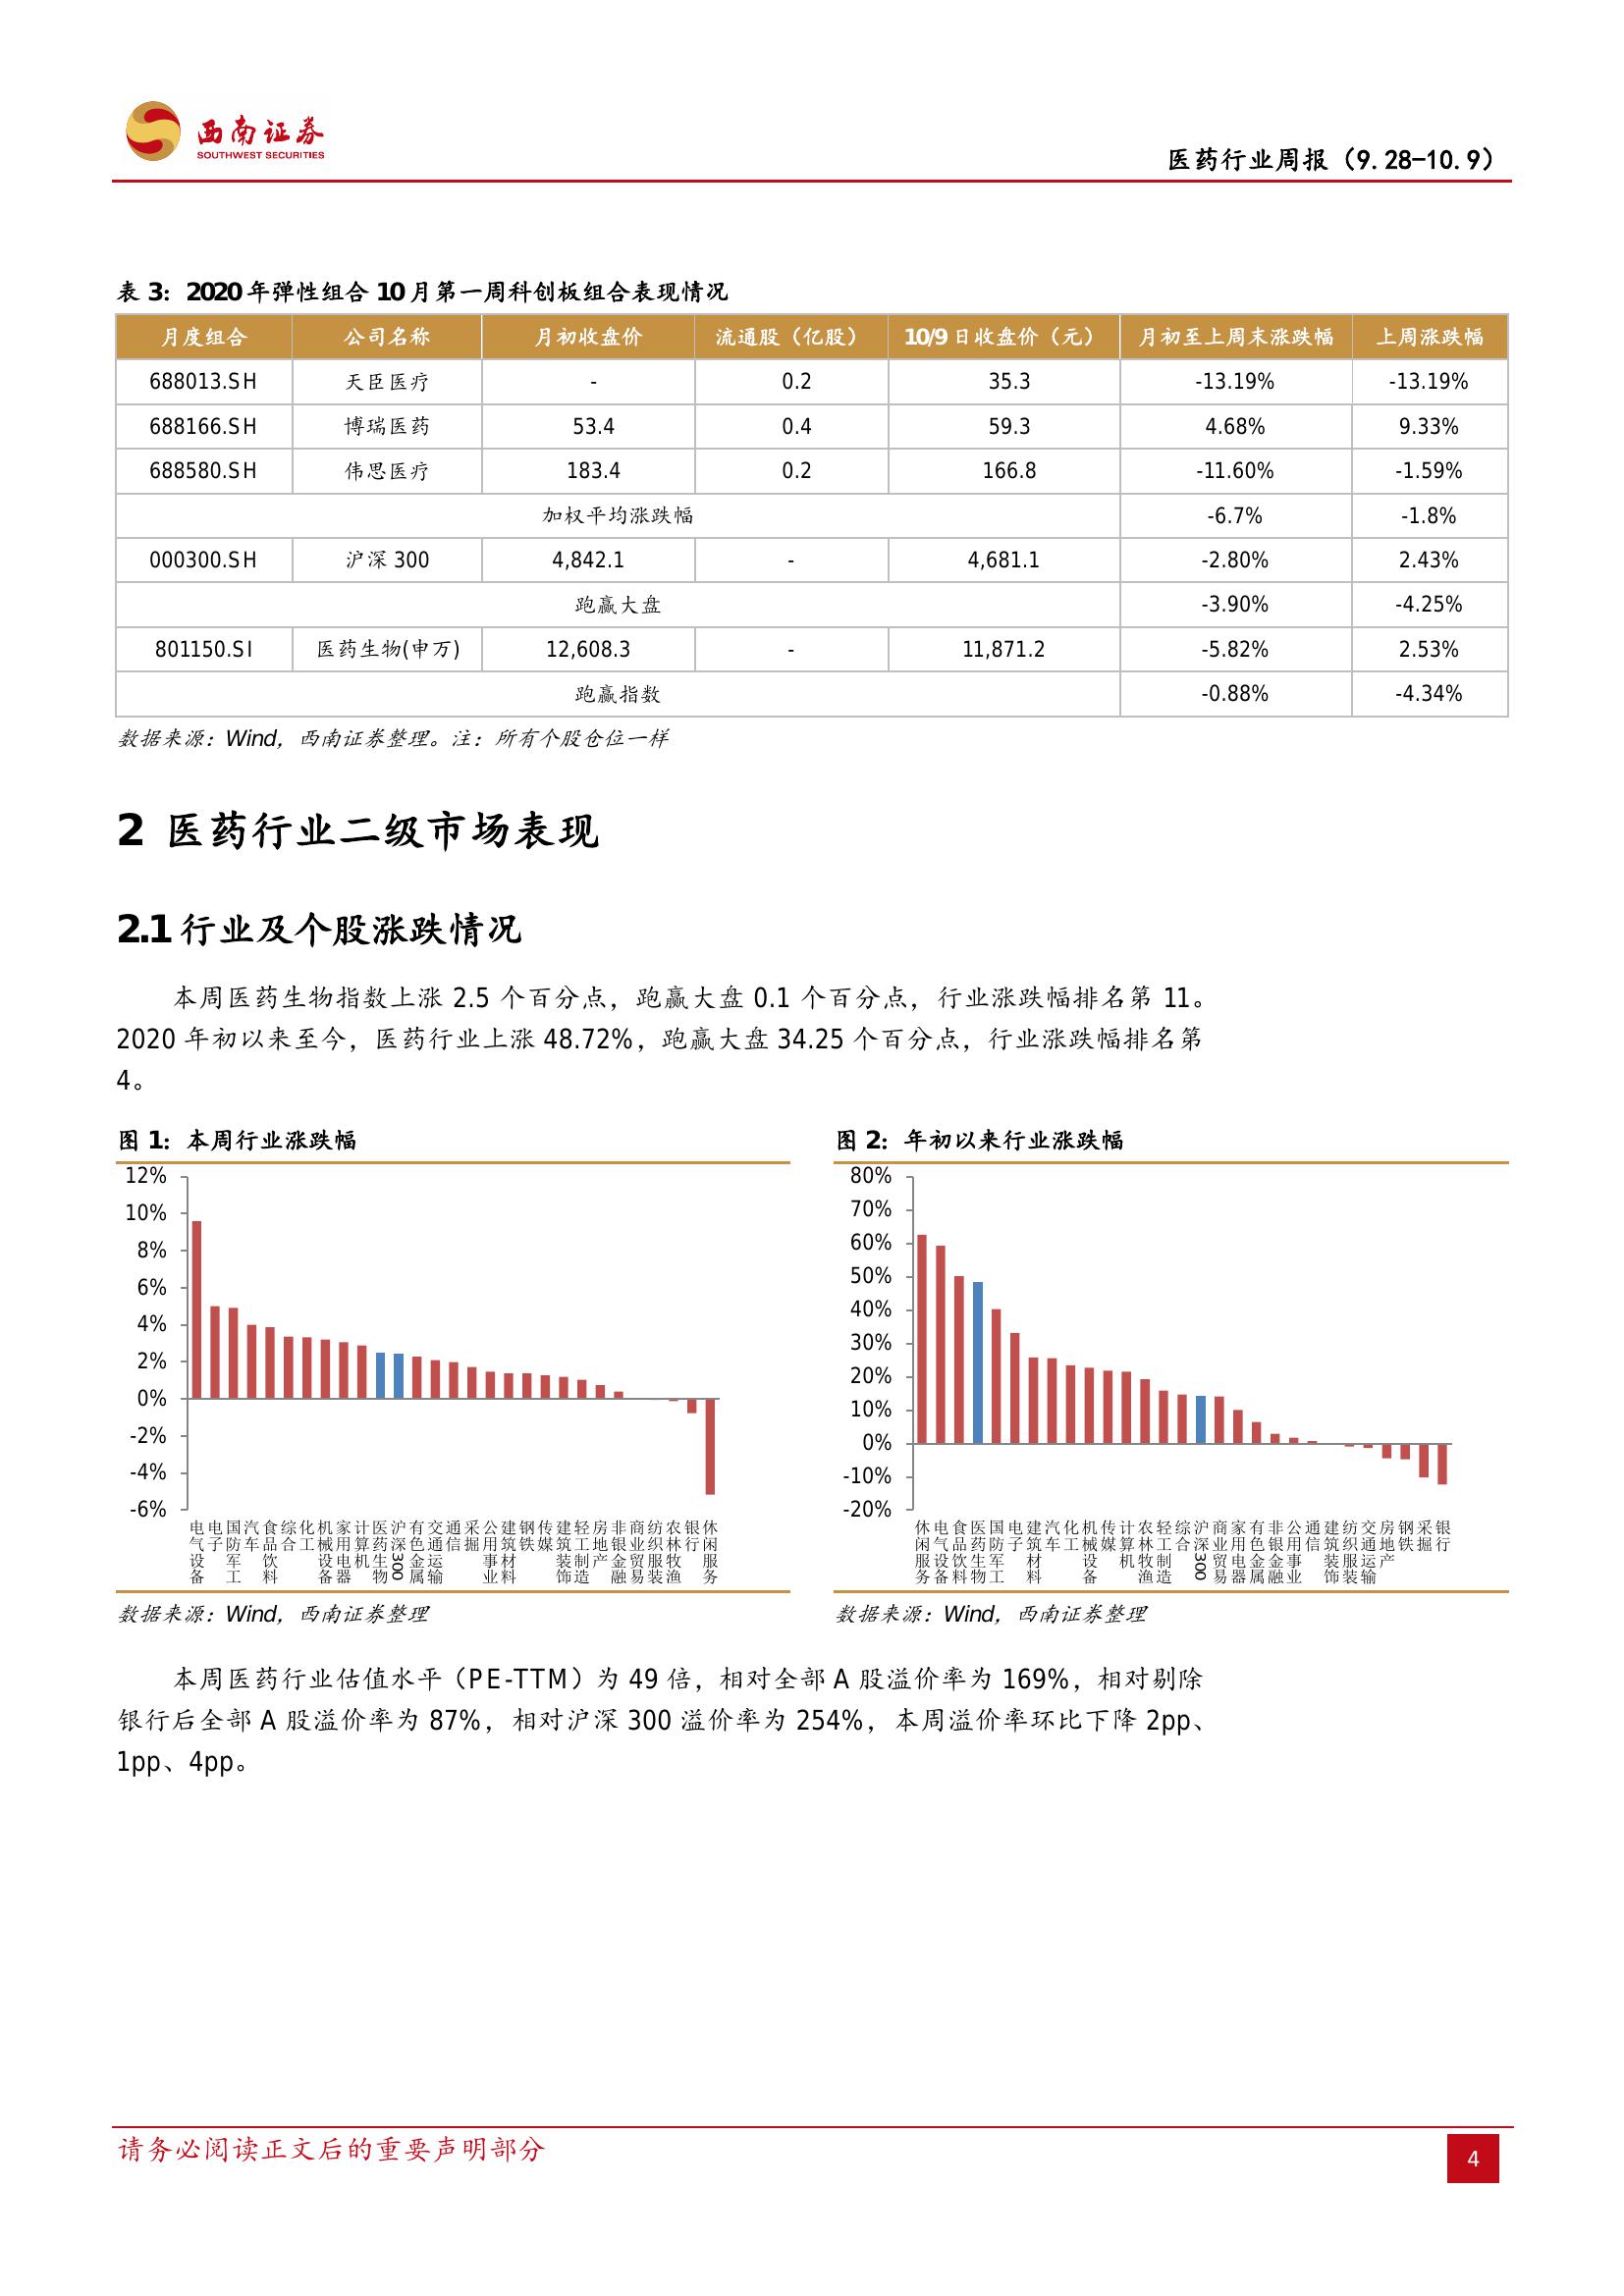 西南证券
SOUTHWEST SECURITIES
医药行业周报（9.28-10.9）
表 3：2020 年弹性组合 10 月第一周科创板组合表现情况
月度组合 公司名称 月初收盘价 流通股（亿股） 10/9 日收盘价（元） 月初至上周末涨跌幅 上周涨跌幅
688013.SH 天臣医疗 - 0.2 35.3 -13.19% -13.19%
688166.SH 博瑞医药 53.4 0.4 59.3 4.68% 9.33%
688580.SH 伟思医疗 183.4 0.2 166.8 -11.60% -1.59%
加权平均涨跌幅 -6.7% -1.8%
000300.SH 沪深 300 4,842.1 - 4,681.1 -2.80% 2.43%
跑赢大盘 -3.90% -4.25%
801150.SI 医药生物(申万) 12,608.3 - 11,871.2 -5.82% 2.53%
跑赢指数 -0.88% -4.34%
数据来源：Wind，西南证券整理。注：所有个股仓位一样
2 医药行业二级市场表现
2.1 行业及个股涨跌情况
本周医药生物指数上涨 2.5 个百分点，跑赢大盘 0.1 个百分点，行业涨跌幅排名第 11。
2020 年初以来至今，医药行业上涨 48.72%，跑赢大盘 34.25 个百分点，行业涨跌幅排名第
4。
图 1：本周行业涨跌幅
12%
10%
8%
6%
4%
2%
0%
-2%
-4%
-6%
电气设备 电子 国防军工 汽车 食品饮料 综合 化工 机械设备 家用电器 计算机 医药生物 沪深300 有色金属 交通运输 通信 采掘 公用事业 建筑材料 钢铁 传媒 建筑装饰 轻工制造 房地产 非银金融 商业贸易 纺织服装 农林牧渔 银行 休闲服务
数据来源：Wind，西南证券整理
图 2：年初以来行业涨跌幅
80%
70%
60%
50%
40%
30%
20%
10%
0%
-10%
-20%
休闲服务 电气设备 食品饮料 医药生物 国防军工 电子 建筑材料 汽车 化工 机械设备 传媒 计算机 农林牧渔 轻工制造 综合 沪深300 商业贸易 家用电器 有色金属 非银金融 公用事业 通信 建筑装饰 纺织服装 交通运输 房地产 钢铁 采掘 银行
数据来源：Wind，西南证券整理
本周医药行业估值水平（PE-TTM）为 49 倍，相对全部 A 股溢价率为 169%，相对剔除
银行后全部 A 股溢价率为 87%，相对沪深 300 溢价率为 254%，本周溢价率环比下降 2pp、
1pp、4pp。
请务必阅读正文后的重要声明部分
4